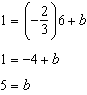 1 = (-2/3)6 + b
1 = -4 + b
5 = b